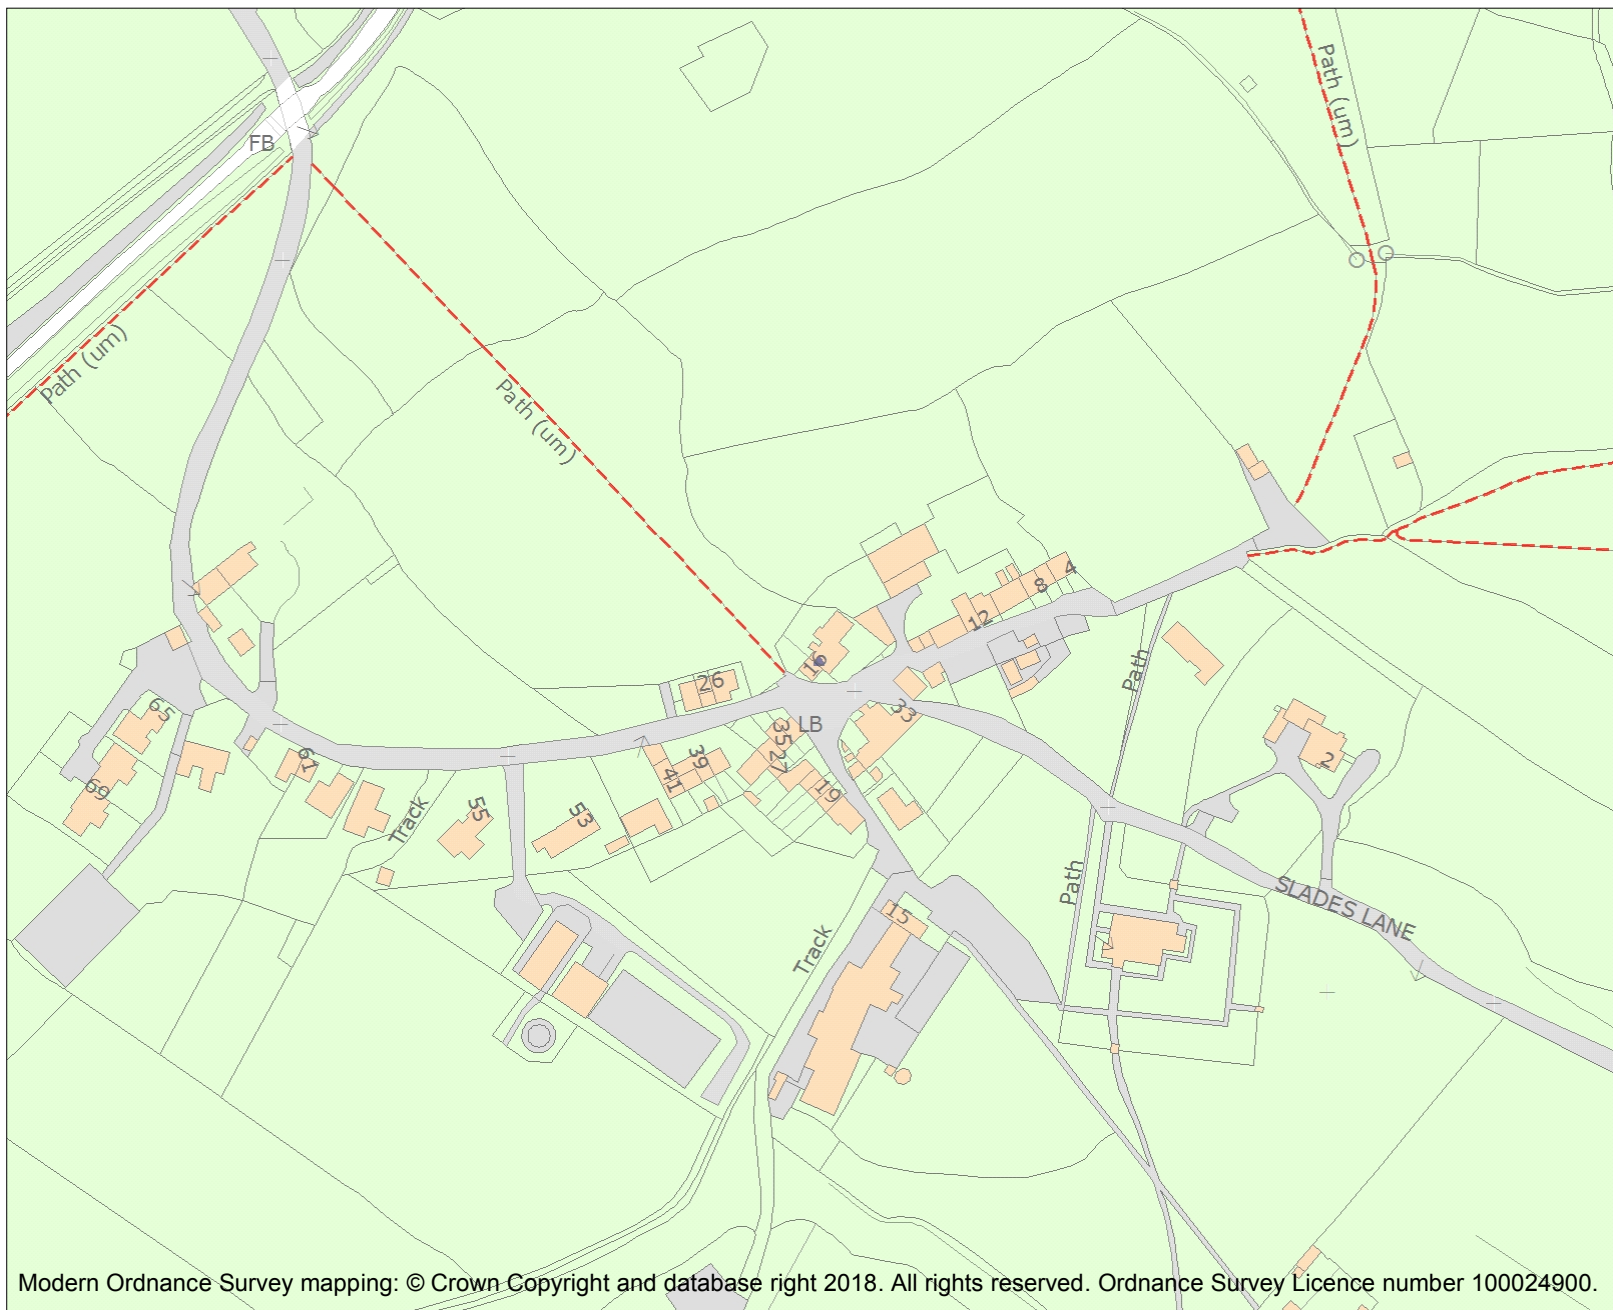 Path (um)
FB
Path (um)
Path (um)
4
8
12
16
26
Path
65
33
LB
35
27
39
41
61
2
69
19
55
53
Track
Path
SLADES LANE
15
Track
Modern Ordnance Survey mapping: © Crown Copyright and database right 2018. All rights reserved. Ordnance Survey Licence number 100024900.